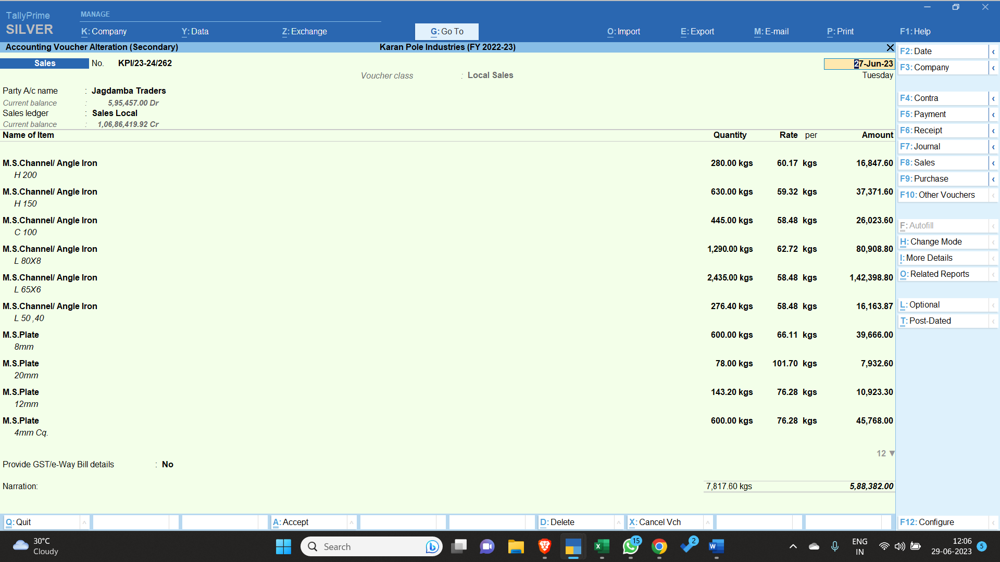 TallyPrime
SILVER
MANAGE
K: Company Y: Data Z: Exchange G: Go To O: Import E: Export M: E-mail P: Print F1: Help
Accounting Voucher Alteration (Secondary) Karan Pole Industries (FY 2022-23)
Sales No. KPI/23-24/262 27-Jun-23
Voucher class : Local Sales Tuesday
Party A/c name : Jagdamba Traders
Current balance : 5,95,457.00 Dr
Sales ledger : Sales Local
Current balance : 1,06,86,419.92 Cr
Name of Item Quantity Rate per Amount
M.S.Channel/ Angle Iron 280.00 kgs 60.17 kgs 16,847.60
H 200
M.S.Channel/ Angle Iron 630.00 kgs 59.32 kgs 37,371.60
H 150
M.S.Channel/ Angle Iron 445.00 kgs 58.48 kgs 26,023.60
C 100
M.S.Channel/ Angle Iron 1,290.00 kgs 62.72 kgs 80,908.80
L 80X8
M.S.Channel/ Angle Iron 2,435.00 kgs 58.48 kgs 1,42,398.80
L 65X6
M.S.Channel/ Angle Iron 276.40 kgs 58.48 kgs 16,163.87
L 50 ,40
M.S.Plate 600.00 kgs 66.11 kgs 39,666.00
8mm
M.S.Plate 78.00 kgs 101.70 kgs 7,932.60
20mm
M.S.Plate 143.20 kgs 76.28 kgs 10,923.30
12mm
M.S.Plate 600.00 kgs 76.28 kgs 45,768.00
4mm Cq.
12 ▼
Provide GST/e-Way Bill details : No
Narration: 7,817.60 kgs 5,88,382.00
Q: Quit A: Accept D: Delete X: Cancel Vch
F2: Date
F3: Company
F4: Contra
F5: Payment
F6: Receipt
F7: Journal
F8: Sales
F9: Purchase
F10: Other Vouchers
F: Autofill
H: Change Mode
I: More Details
O: Related Reports
L: Optional
T: Post-Dated
F12: Configure
30°C
Cloudy
Search
15
2
ENG
IN
12:06
29-06-2023
5